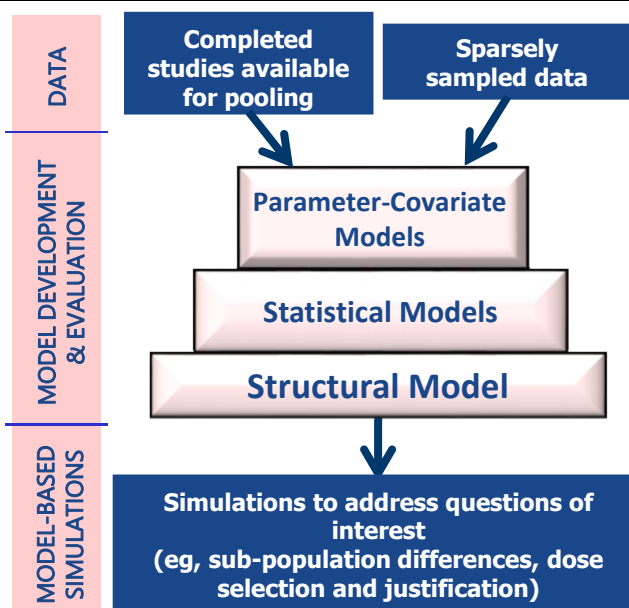 DATA
Completed
studies available
for pooling
Sparsely
sampled data
MODEL DEVELOPMENT
& EVALUATION
Parameter-Covariate
Models
Statistical Models
Structural Model
MODEL-BASED
SIMULATIONS
Simulations to address questions of
interest
(eg, sub-population differences, dose
selection and justification)